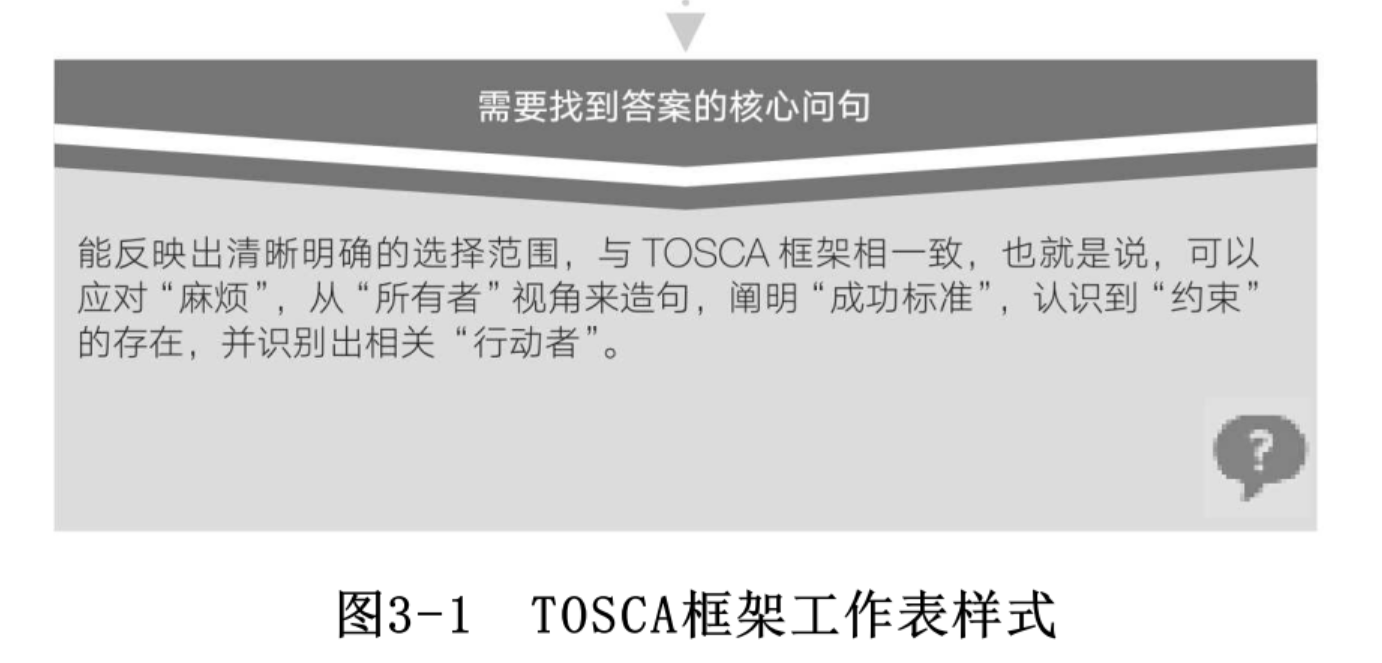 需要找到答案的核心问句
能反映出清晰明确的选择范围，与 TOSCA 框架相一致，也就是说，可以
应对“麻烦”，从“所有者”视角来造句，阐明“成功标准”，认识到“约束”
的存在，并识别出相关“行动者”。
?
图3-1 TOSCA框架工作表样式